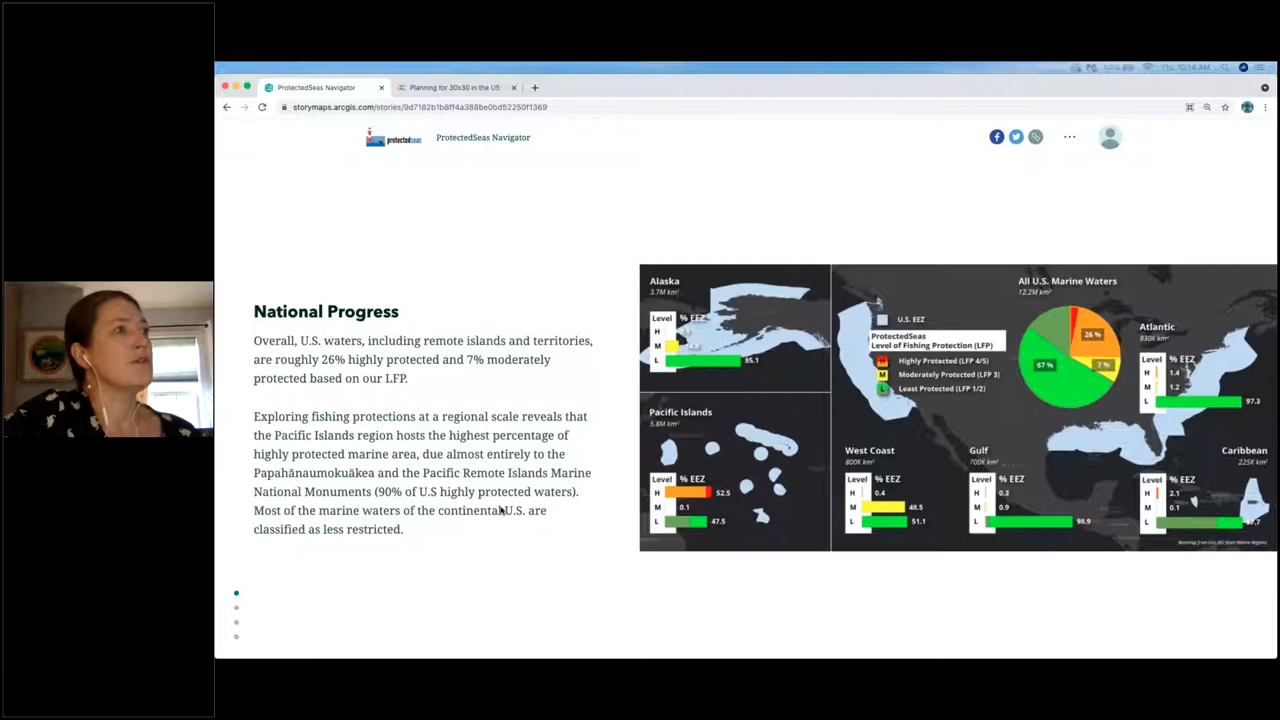 Thu 10:14 AM
ProtectedSeas Navigator
Planning for 30x30 in the US:
storymaps.arcgis.com/stories/9d7182b1b8ff4a388be0bd52250f1369
protectedseas
ProtectedSeas Navigator
National Progress
Overall, U.S. waters, including remote islands and territories,
are roughly 26% highly protected and 7% moderately
protected based on our LFP.
Exploring fishing protections at a regional scale reveals that
the Pacific Islands region hosts the highest percentage of
highly protected marine area, due almost entirely to the
Papahānaumokuākea and the Pacific Remote Islands Marine
National Monuments (90% of U.S highly protected waters).
Most of the marine waters of the continental U.S. are
classified as less restricted.
Alaska
3.7M km²
Level % EEZ
H
M
L 85.1
Pacific Islands
5.8M km²
Level % EEZ
H 52.5
M 0.1
L 47.5
U.S. EEZ
ProtectedSeas
Level of Fishing Protection (LFP)
H Highly Protected (LFP 4/5)
M Moderately Protected (LFP 3)
L Least Protected (LFP 1/2)
All U.S. Marine Waters
12.2M km²
26 %
7 %
67 %
Atlantic
930K km²
Level % EEZ
H 1.4
M 1.2
L 97.3
West Coast
800K km²
Level % EEZ
H 0.4
M 48.5
L 51.1
Gulf
700K km²
Level % EEZ
H 0.3
M 0.9
L 98.9
Caribbean
225K km²
Level % EEZ
H 2.1
M 0.1
L